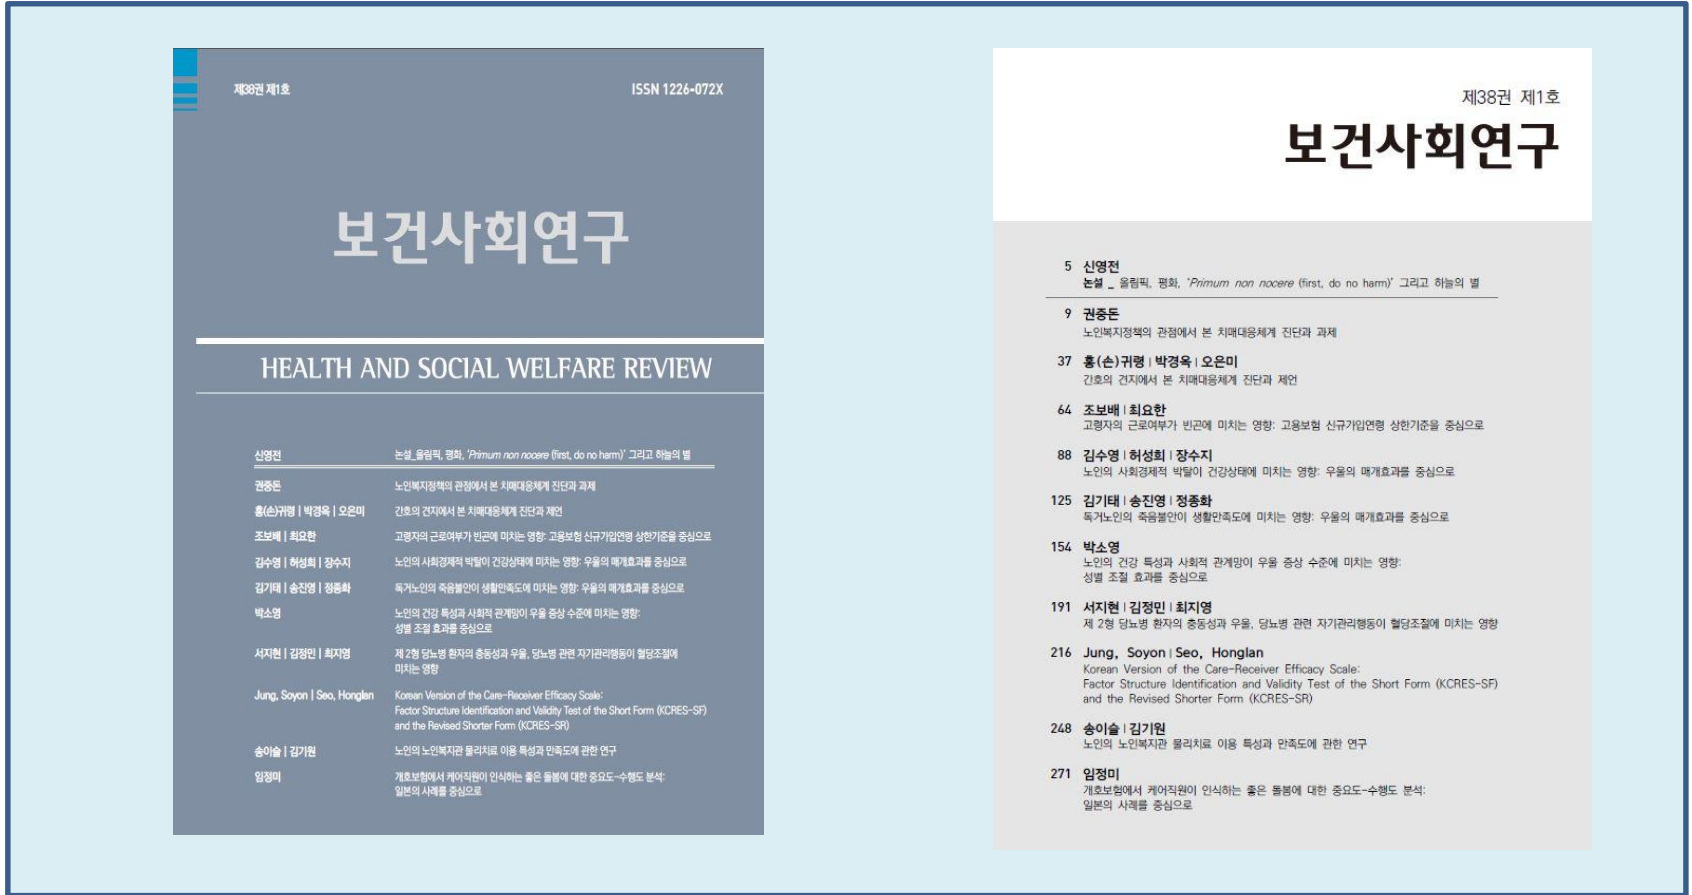 제38권 제1호
ISSN 1226-072X
보건사회연구
HEALTH AND SOCIAL WELFARE REVIEW
신영전 논설_올림픽, 평화, ‘Primum non nocere (first, do no harm)’ 그리고 하늘의 별
권중돈 노인복지정책의 관점에서 본 치매대응체계 진단과 과제
홍(손)귀령 | 박경옥 | 오은미 간호의 견지에서 본 치매대응체계 진단과 제언
조보배 | 최요한 고령자의 근로여부가 빈곤에 미치는 영향: 고용보험 신규가입연령 상한기준을 중심으로
김수영 | 허성희 | 장수지 노인의 사회경제적 박탈이 건강상태에 미치는 영향: 우울의 매개효과를 중심으로
김기태 | 송진영 | 정종화 독거노인의 죽음불안이 생활만족도에 미치는 영향: 우울의 매개효과를 중심으로
박소영 노인의 건강 특성과 사회적 관계망이 우울 증상 수준에 미치는 영향:
성별 조절 효과를 중심으로
서지현 | 김정민 | 최지영 제 2형 당뇨병 환자의 충동성과 우울, 당뇨병 관련 자기관리행동이 혈당조절에
미치는 영향
Jung, Soyon | Seo, Honglan Korean Version of the Care-Receiver Efficacy Scale:
Factor Structure Identification and Validity Test of the Short Form (KCRES-SF)
and the Revised Shorter Form (KCRES-SR)
송이슬 | 김기원 노인의 노인복지관 물리치료 이용 특성과 만족도에 관한 연구
임정미 개호보험에서 케어직원이 인식하는 좋은 돌봄에 대한 중요도-수행도 분석:
일본의 사례를 중심으로
제38권 제1호
보건사회연구
5 신영전
논설 _ 올림픽, 평화, ‘Primum non nocere (first, do no harm)’ 그리고 하늘의 별
9 권중돈
노인복지정책의 관점에서 본 치매대응체계 진단과 과제
37 홍(손)귀령 | 박경옥 | 오은미
간호의 견지에서 본 치매대응체계 진단과 제언
64 조보배 | 최요한
고령자의 근로여부가 빈곤에 미치는 영향: 고용보험 신규가입연령 상한기준을 중심으로
88 김수영 | 허성희 | 장수지
노인의 사회경제적 박탈이 건강상태에 미치는 영향: 우울의 매개효과를 중심으로
125 김기태 | 송진영 | 정종화
독거노인의 죽음불안이 생활만족도에 미치는 영향: 우울의 매개효과를 중심으로
154 박소영
노인의 건강 특성과 사회적 관계망이 우울 증상 수준에 미치는 영향:
성별 조절 효과를 중심으로
191 서지현 | 김정민 | 최지영
제 2형 당뇨병 환자의 충동성과 우울, 당뇨병 관련 자기관리행동이 혈당조절에 미치는 영향
216 Jung, Soyon | Seo, Honglan
Korean Version of the Care-Receiver Efficacy Scale:
Factor Structure Identification and Validity Test of the Short Form (KCRES-SF)
and the Revised Shorter Form (KCRES-SR)
248 송이슬 | 김기원
노인의 노인복지관 물리치료 이용 특성과 만족도에 관한 연구
271 임정미
개호보험에서 케어직원이 인식하는 좋은 돌봄에 대한 중요도-수행도 분석:
일본의 사례를 중심으로